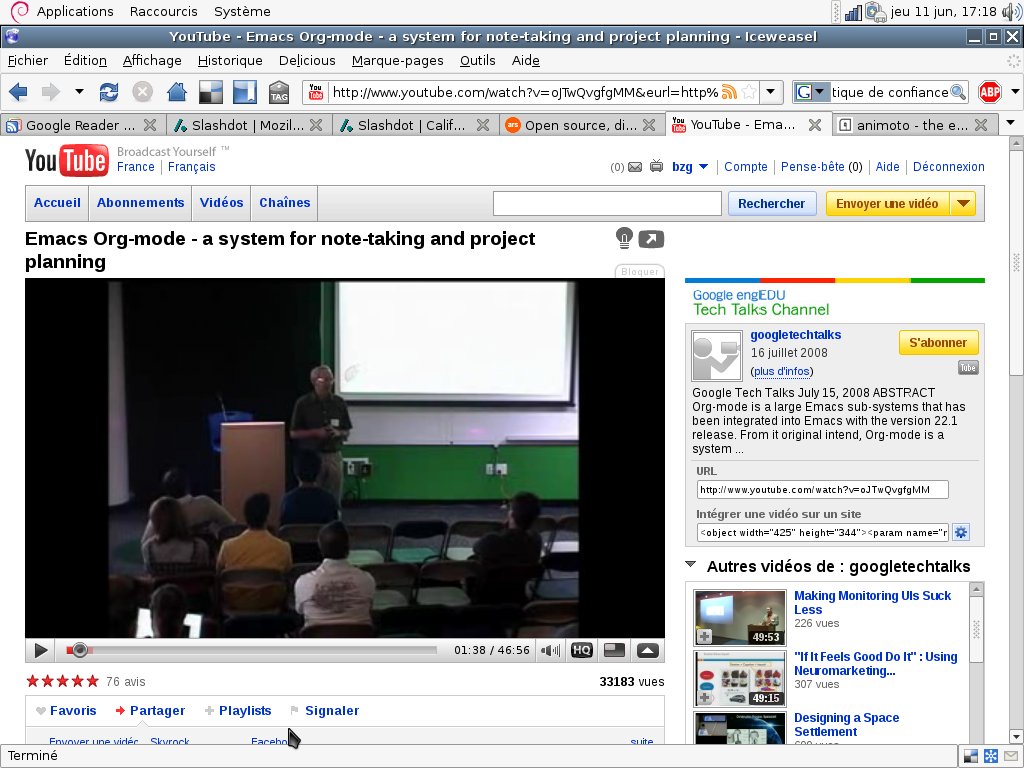 Applications Raccourcis Système jeu 11 jun, 17:18
YouTube - Emacs Org-mode - a system for note-taking and project planning - Iceweasel
Fichier Édition Affichage Historique Delicious Marque-pages Outils Aide
TAG You Tube http://www.youtube.com/watch?v=oJTwQvgfgMM&eurl=http% G tique de confiance ABP
Google Reader ... Slashdot | Mozil... Slashdot | Calif... ars Open source, di... You Tube YouTube - Ema... animoto - the e...
YouTube Broadcast Yourself ™
France | Français (0) bzg Compte Pense-bête (0) Aide Déconnexion
Accueil Abonnements Vidéos Chaînes Rechercher Envoyer une vidéo
Emacs Org-mode - a system for note-taking and project
planning
Bloquer
Google engEDU
Tech Talks Channel
googletechtalks
16 juillet 2008
(plus d'infos)
S'abonner
Tube
Google Tech Talks July 15, 2008 ABSTRACT
Org-mode is a large Emacs sub-systems that has
been integrated into Emacs with the version 22.1
release. From it original intend, Org-mode is a
system ...
URL
http://www.youtube.com/watch?v=oJTwQvgfgMM
Intégrer une vidéo sur un site
<object width="425" height="344"><param name="r
Autres vidéos de : googletechtalks
Making Monitoring UIs Suck
Less
226 vues
49:53
"If It Feels Good Do It" : Using
Neuromarketing...
307 vues
49:15
Designing a Space
Settlement
01:38 / 46:56 HQ
76 avis 33183 vues
Favoris Partager Playlists Signaler
Envoyer une vidéo Skyrock Facebo suite
Terminé